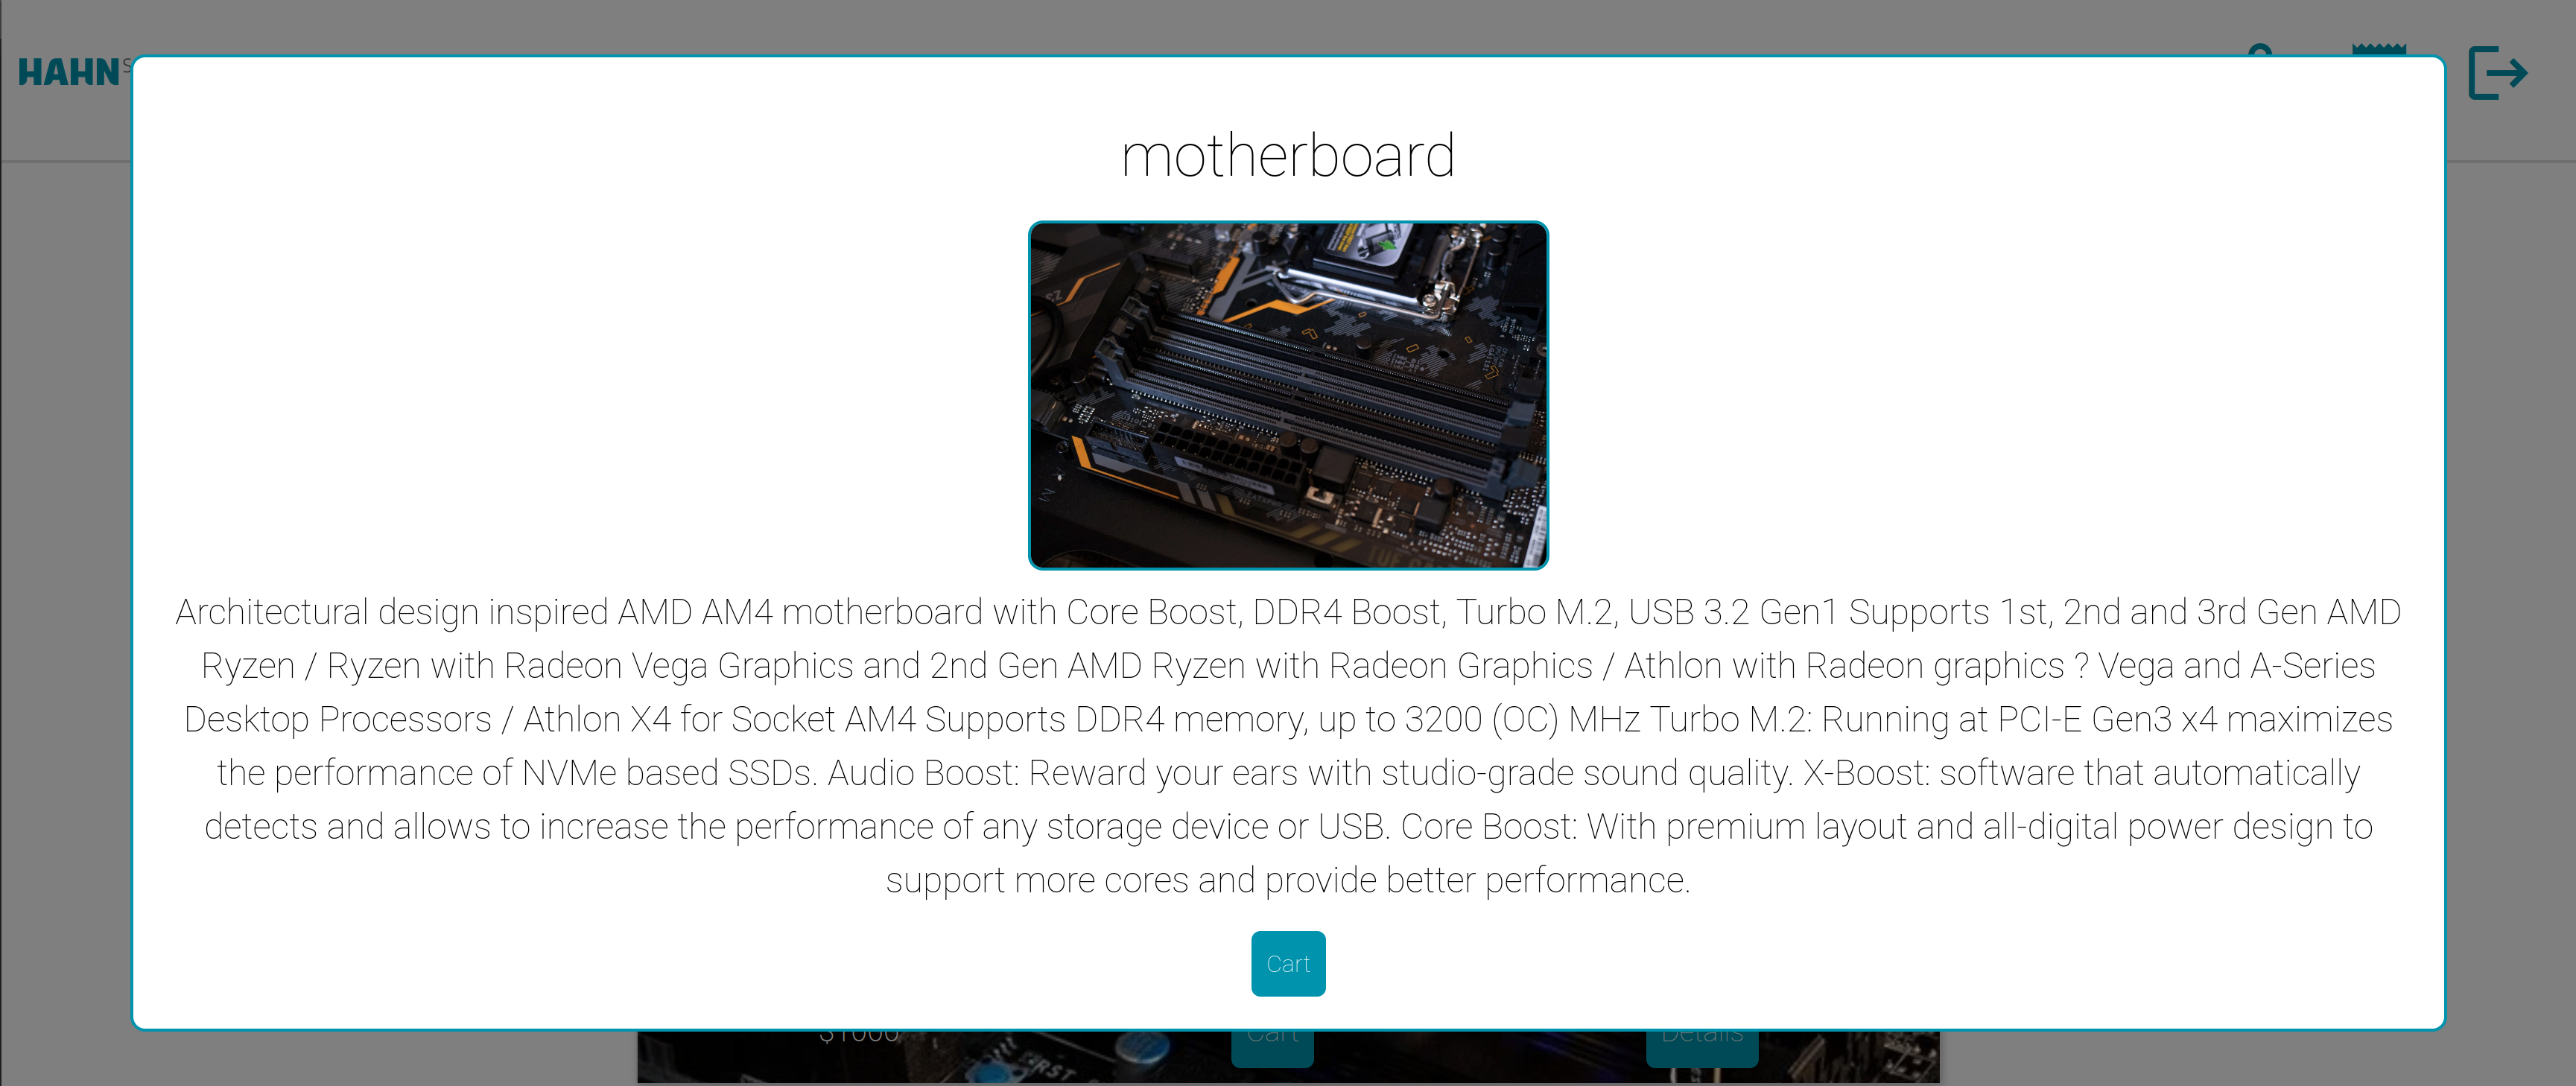 HAHN
motherboard
Architectural design inspired AMD AM4 motherboard with Core Boost, DDR4 Boost, Turbo M.2, USB 3.2 Gen1 Supports 1st, 2nd and 3rd Gen AMD
Ryzen / Ryzen with Radeon Vega Graphics and 2nd Gen AMD Ryzen with Radeon Graphics / Athlon with Radeon graphics ? Vega and A-Series
Desktop Processors / Athlon X4 for Socket AM4 Supports DDR4 memory, up to 3200 (OC) MHz Turbo M.2: Running at PCI-E Gen3 x4 maximizes
the performance of NVMe based SSDs. Audio Boost: Reward your ears with studio-grade sound quality. X-Boost: software that automatically
detects and allows to increase the performance of any storage device or USB. Core Boost: With premium layout and all-digital power design to
support more cores and provide better performance.
Cart
Cart Details